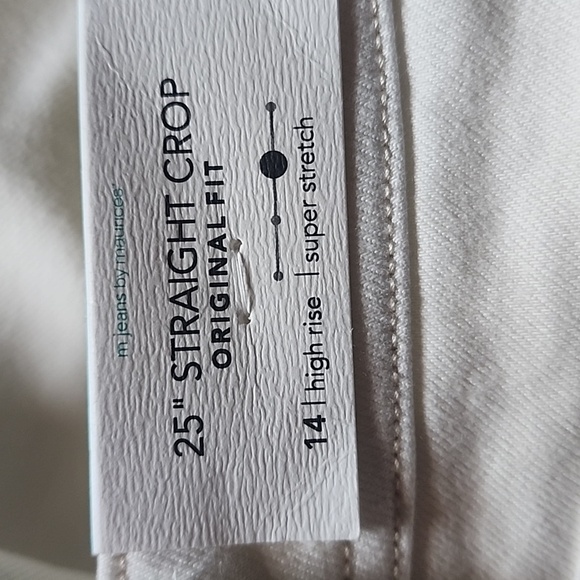 m jeans by maurices
25" STRAIGHT CROP
ORIGINAL FIT
14 | high rise | super stretch